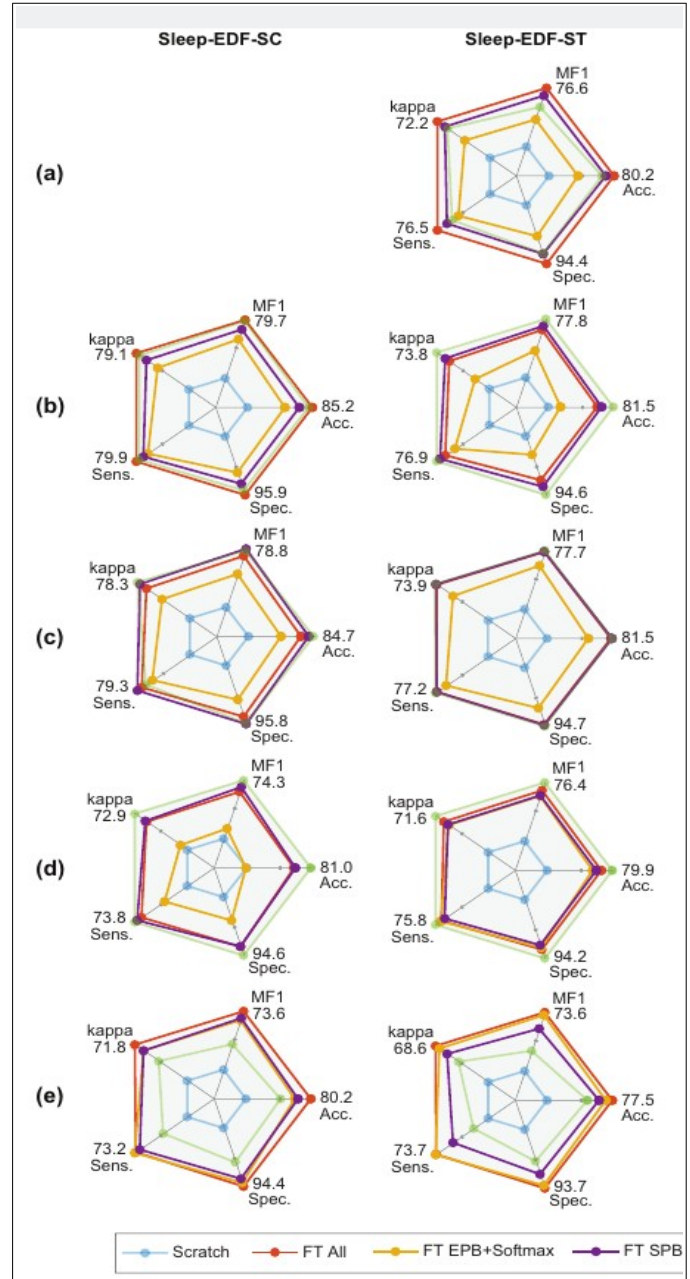 Sleep-EDF-SC Sleep-EDF-ST
(a)
MF1
76.6
kappa
72.2
80.2
Acc.
76.5
Sens.
94.4
Spec.
(b)
MF1
79.7
kappa
79.1
85.2
Acc.
79.9
Sens.
95.9
Spec.
MF1
77.8
kappa
73.8
81.5
Acc.
76.9
Sens.
94.6
Spec.
(c)
MF1
78.8
kappa
78.3
84.7
Acc.
79.3
Sens.
95.8
Spec.
MF1
77.7
kappa
73.9
81.5
Acc.
77.2
Sens.
94.7
Spec.
(d)
MF1
74.3
kappa
72.9
81.0
Acc.
73.8
Sens.
94.6
Spec.
MF1
76.4
kappa
71.6
79.9
Acc.
75.8
Sens.
94.2
Spec.
(e)
MF1
73.6
kappa
71.8
80.2
Acc.
73.2
Sens.
94.4
Spec.
MF1
73.6
kappa
68.6
77.5
Acc.
73.7
Sens.
93.7
Spec.
Scratch FT All FT EPB+Softmax FT SPB